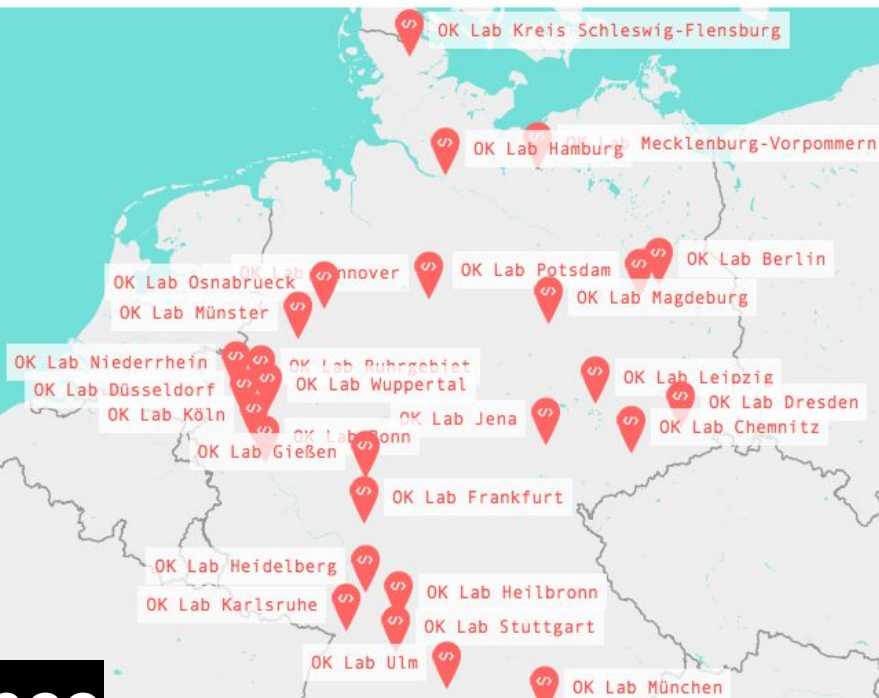 OK Lab Kreis Schleswig-Flensburg
OK Lab Hamburg
Mecklenburg-Vorpommern
OK Lab Berlin
OK Lab Potsdam
OK Lab Osnabrueck
nnover
OK Lab Magdeburg
OK Lab Münster
OK Lab Niederrhein
OK Lab Ruhrgebiet
OK Lab Wuppertal
OK Lab Düsseldorf
OK Lab Leipzig
OK Lab Dresden
OK Lab Köln
OK Lab Jena
OK Lab Chemnitz
OK Lab Bonn
OK Lab Gießen
OK Lab Frankfurt
OK Lab Heidelberg
OK Lab Heilbronn
OK Lab Karlsruhe
OK Lab Stuttgart
OK Lab Ulm
OK Lab München